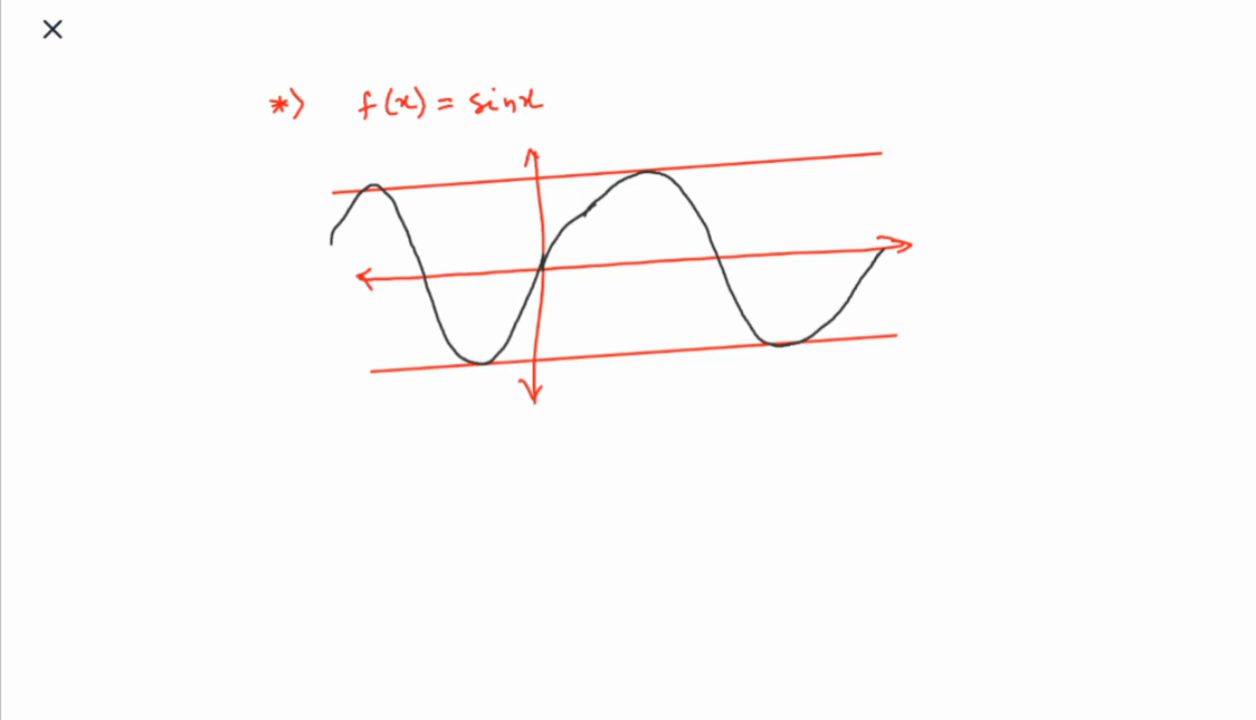 *) f(x) = sinx